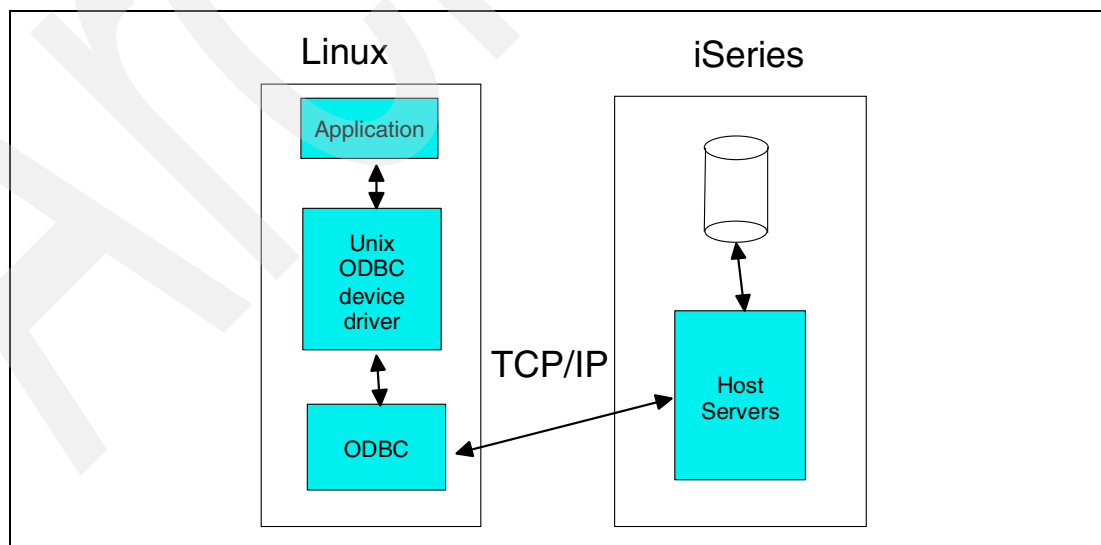 Linux
iSeries
Application
Unix
ODBC
device
driver
TCP/IP
Host
Servers
ODBC